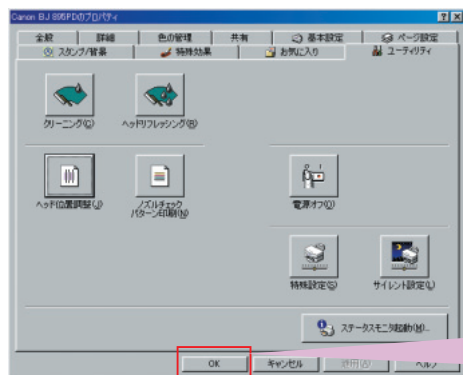 Canon BJ 895PDのプロパティ
全般 詳細 色の管理 共有 基本設定 ページ設定
スタンプ/背景 特殊効果 お気に入り ユーティリティ
クリーニング(C) ヘッドリフレッシング(R)
ヘッド位置調整(J) ノズルチェック
パターン印刷(N) 電源オフ(O)
特殊設定(S) サイレント設定(L)
ステータスモニタ起動(M)...
OK キャンセル 適用(A) ヘルプ